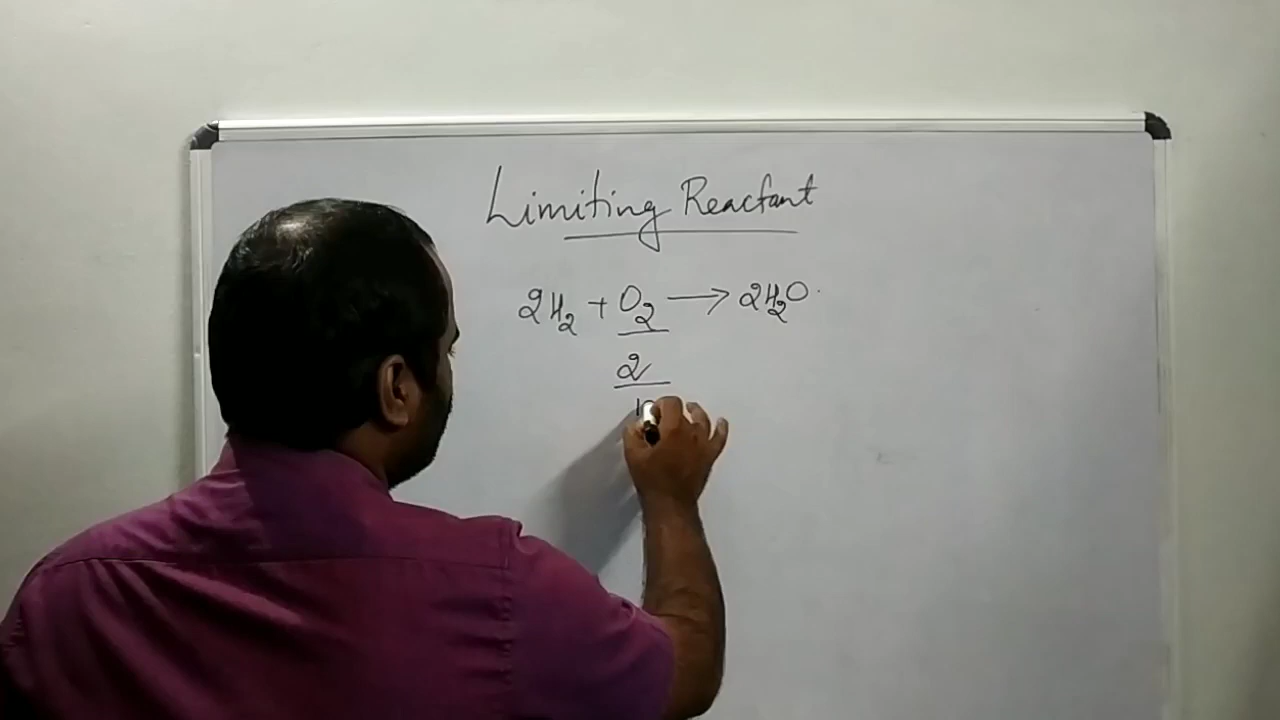 Limiting Reactant
2H₂ + O₂ → 2H₂O
2